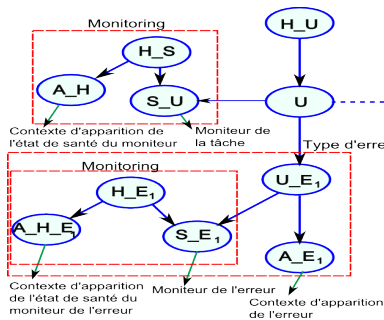 Monitoring
H_U
H_S
A_H
S_U
U
Contexte d'apparition de
l'état de santé du moniteur
Moniteur de
la tâche
Type d'erre
Monitoring
U_E1
H_E1
A_H_E1
S_E1
A_E1
Contexte d'apparition
de l'état de santé du
moniteur de l'erreur
Moniteur de l'erreur
Contexte d'apparition
de l'erreur